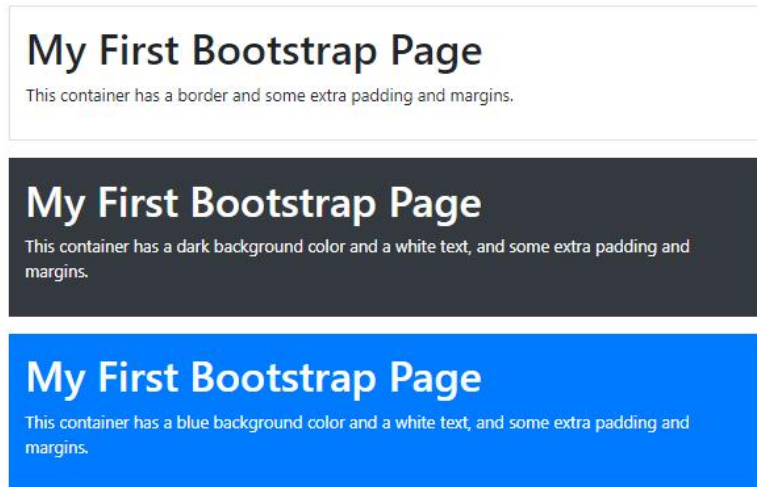 My First Bootstrap Page
This container has a border and some extra padding and margins.
My First Bootstrap Page
This container has a dark background color and a white text, and some extra padding and
margins.
My First Bootstrap Page
This container has a blue background color and a white text, and some extra padding and
margins.